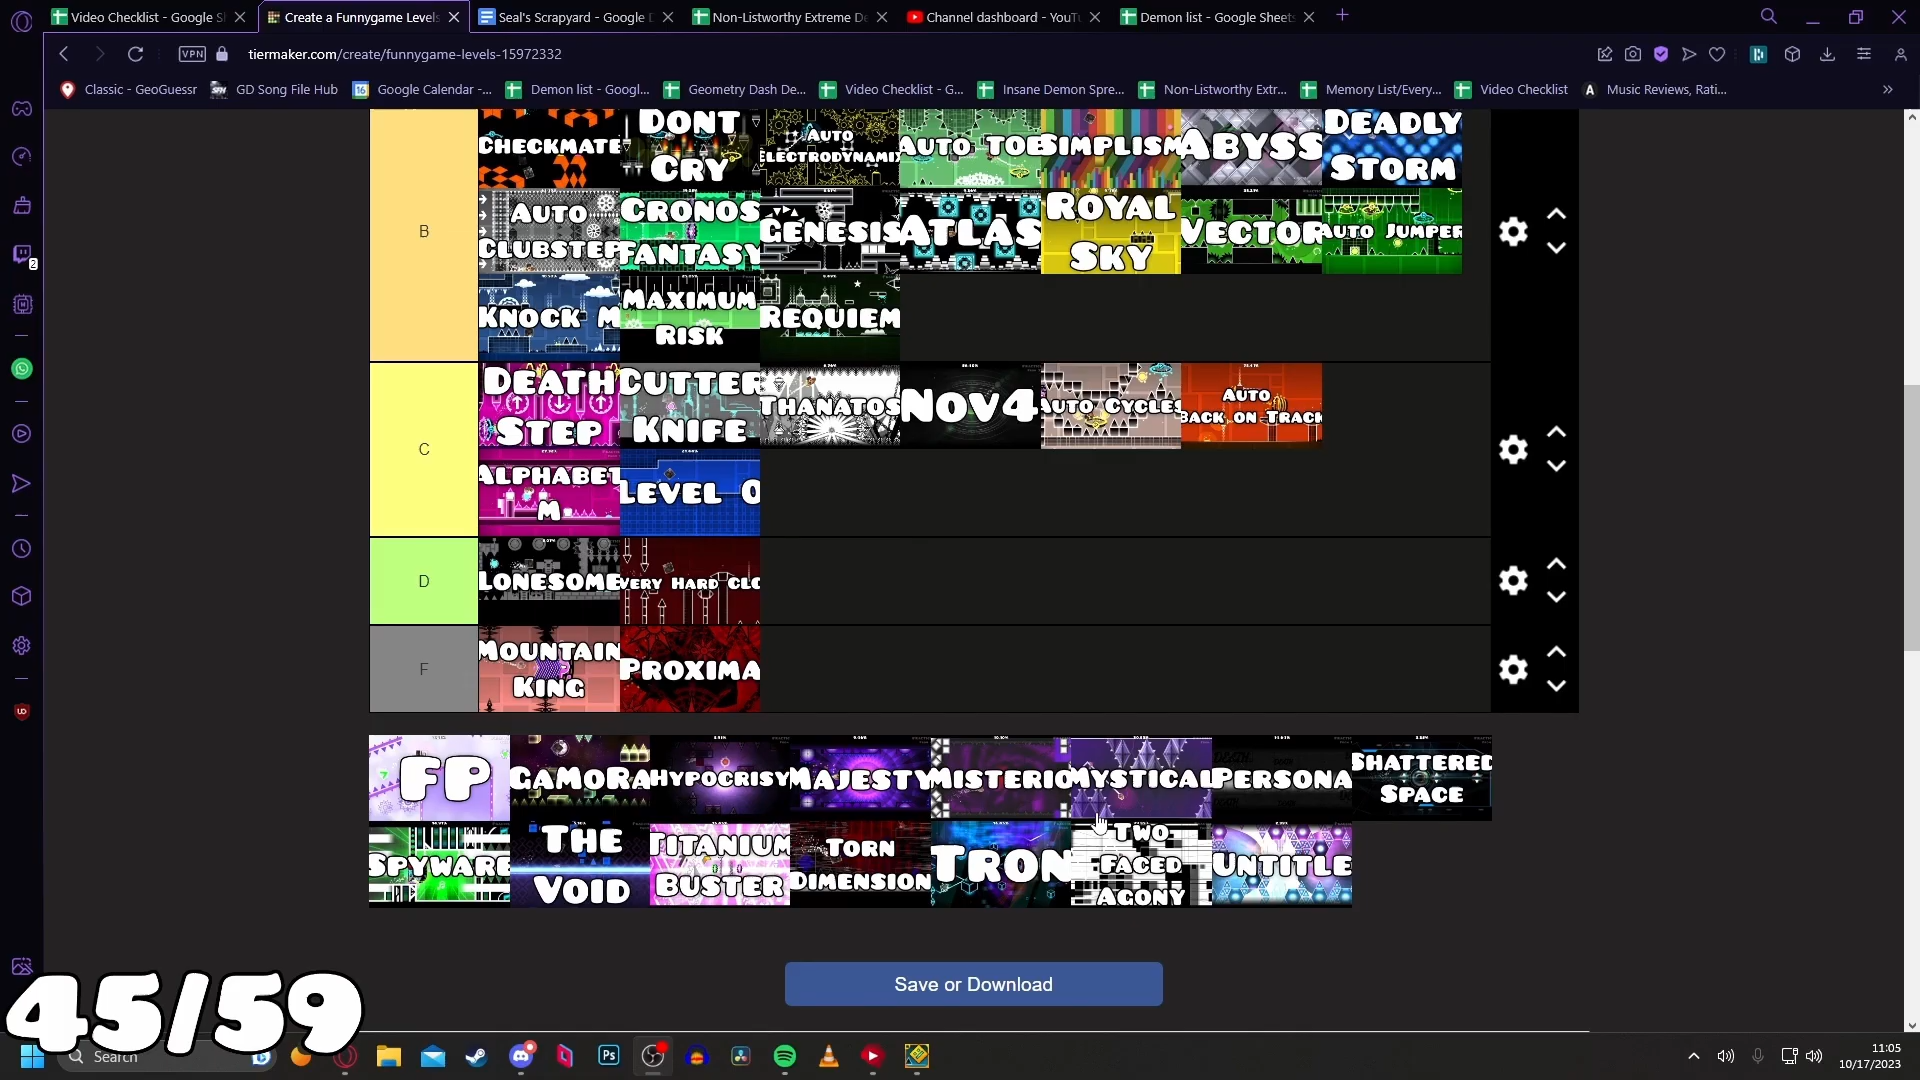 Video Checklist - Google S
Create a Funnygame Levels
Seal's Scrapyard - Google D
Non-Listworthy Extreme De
Channel dashboard - YouTu
Demon list - Google Sheets
VPN
tiermaker.com/create/funnygame-levels-15972332
Classic - GeoGuessr
GD Song File Hub
Google Calendar -...
Demon list - Googl...
Geometry Dash De...
Video Checklist - G...
Insane Demon Spre...
Non-Listworthy Extr...
Memory List/Every...
Video Checklist
Music Reviews, Rati...
B
Checkmate
Dont Cry
Auto Electrodynamix
Auto TOE
Simplism
Abyss
Deadly Storm
Auto Clubstep
Cronos Fantasy
Genesis
Atlas
Royal Sky
Vector
Auto Jumper
Knock M
Maximum Risk
Requiem
C
Death Step
Cutter Knife
Thanatos
Nov4
Auto Cycles
Auto Back on Track
Alphabet M
Level 0
D
Lonesome
Very Hard Clo
F
Mountain King
Proxima
FP
Gamora
Hypocrisy
Majesty
Misterio
Mystical
Persona
Shattered Space
Spyware
The Void
Titanium Buster
Torn Dimension
Tron
Two Faced Agony
Untitle
Save or Download
45/59
Search
11:05
10/17/2023